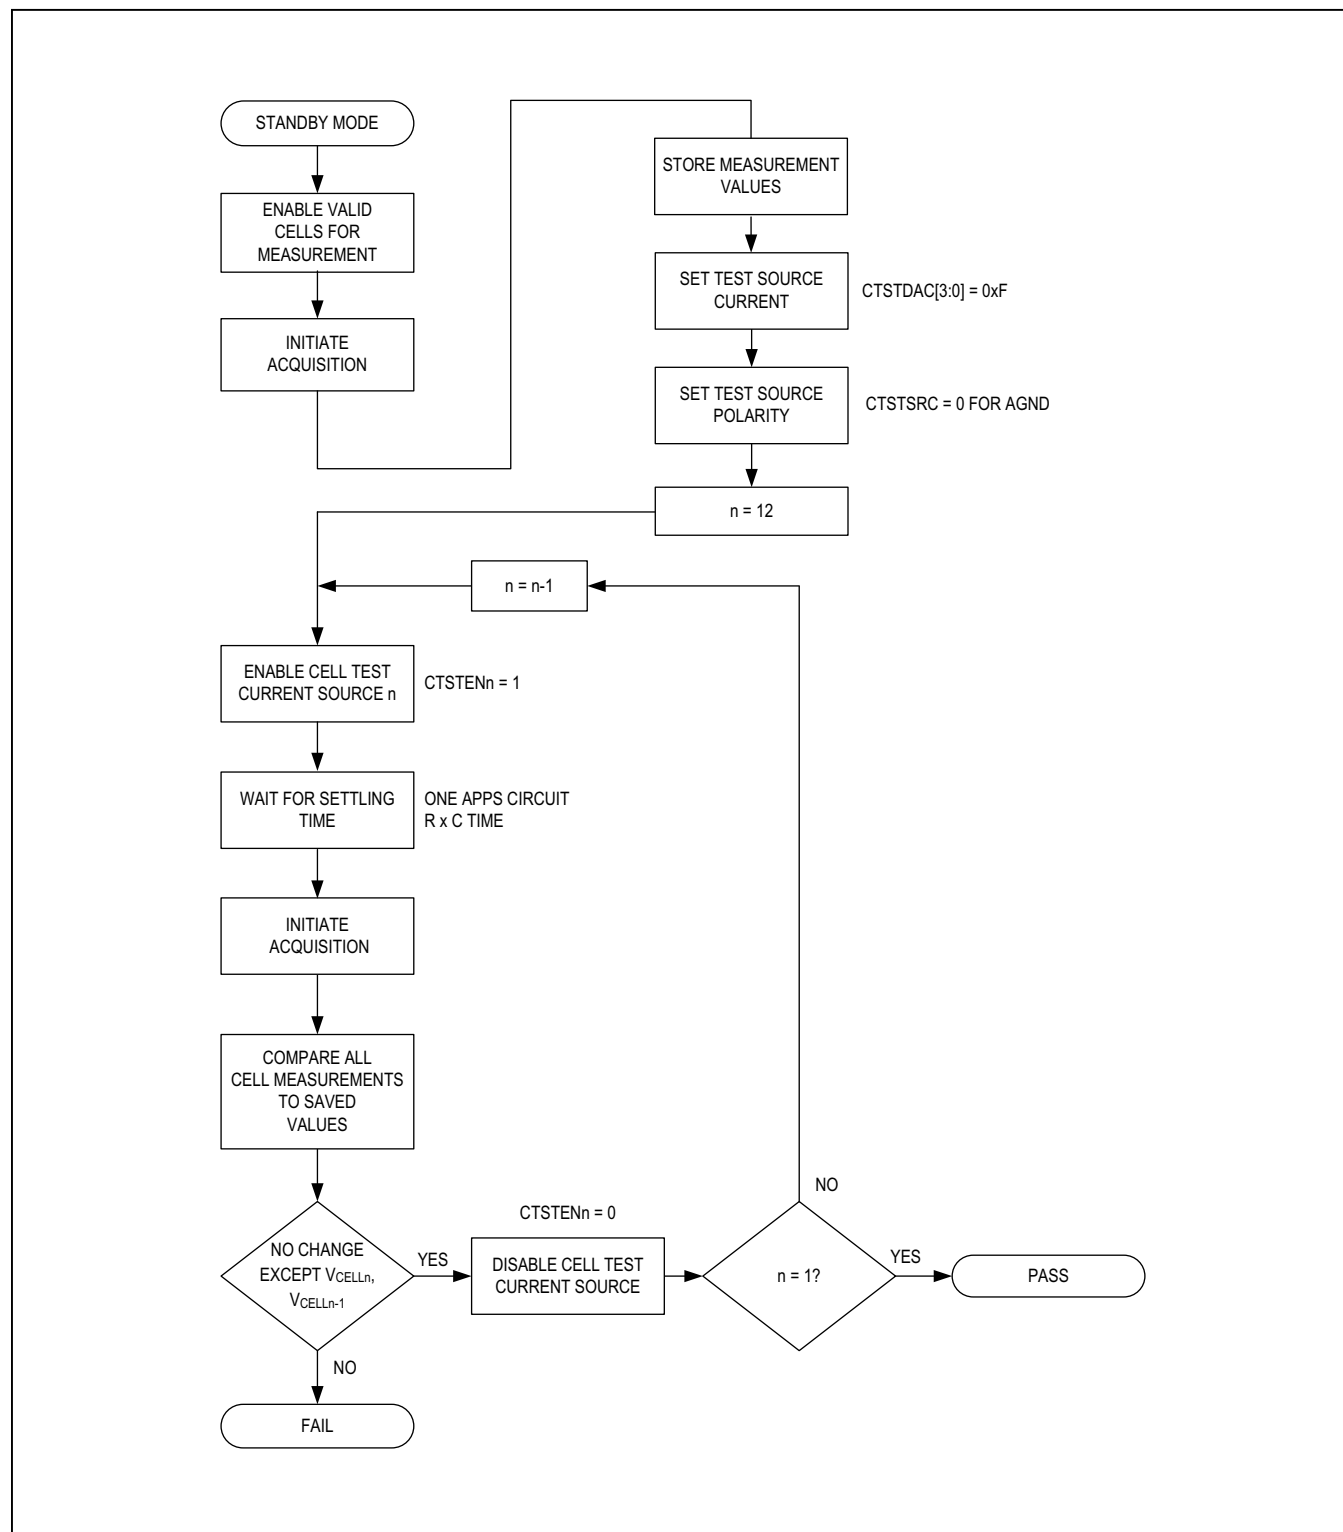 STANDBY MODE
ENABLE VALID
CELLS FOR
MEASUREMENT
INITIATE
ACQUISITION
STORE MEASUREMENT
VALUES
SET TEST SOURCE
CURRENT
CTSTDAC[3:0] = 0xF
SET TEST SOURCE
POLARITY
CTSTSRC = 0 FOR AGND
n = 12
n = n-1
ENABLE CELL TEST
CURRENT SOURCE n
CTSTENn = 1
WAIT FOR SETTLING
TIME
ONE APPS CIRCUIT
R x C TIME
INITIATE
ACQUISITION
COMPARE ALL
CELL MEASUREMENTS
TO SAVED
VALUES
NO CHANGE
EXCEPT VCELLn,
VCELLn-1
YES
NO
FAIL
CTSTENn = 0
DISABLE CELL TEST
CURRENT SOURCE
n = 1?
NO
YES
PASS